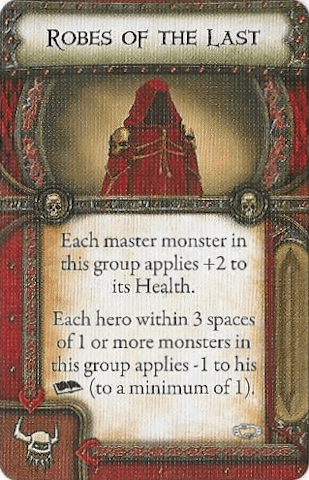 Robes of the Last
Each master monster in
this group applies +2 to
its Health.
Each hero within 3 spaces
of 1 or more monsters in
this group applies -1 to his
(to a minimum of 1).